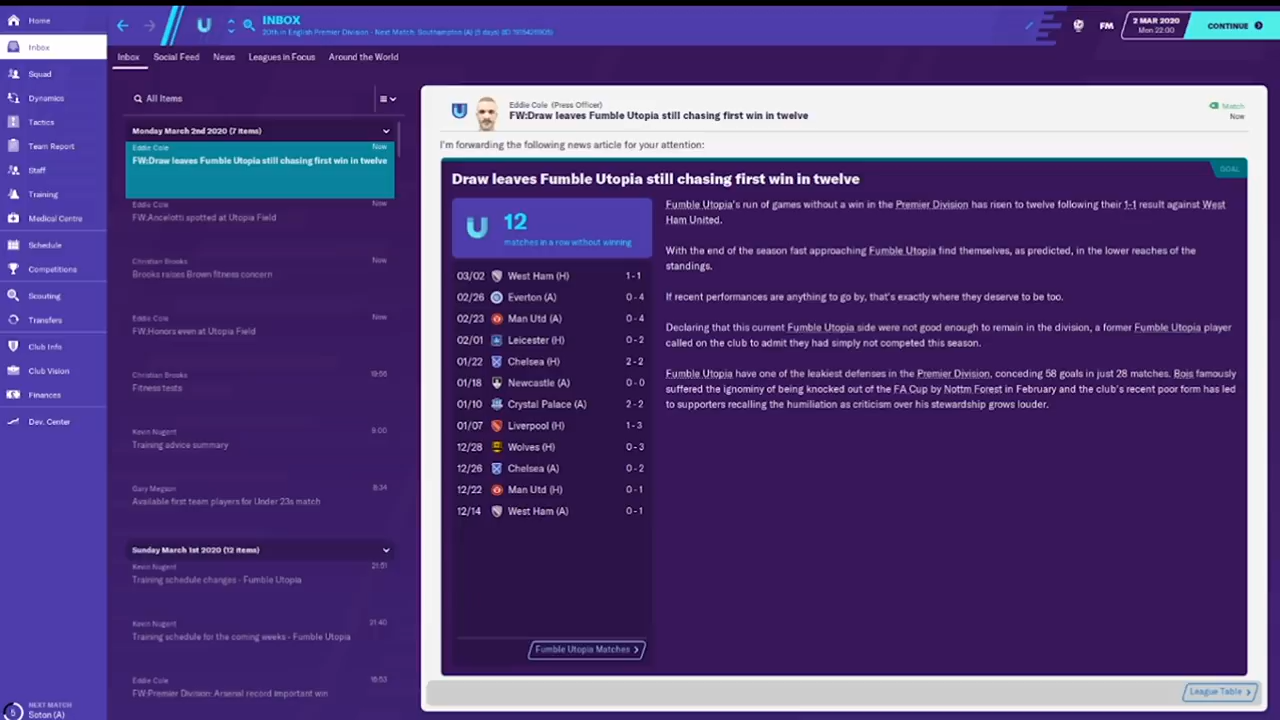 Home
Inbox
Squad
Dynamics
Tactics
Team Report
Staff
Training
Medical Centre
Schedule
Competitions
Scouting
Transfers
Club Info
Club Vision
Finances
Dev. Center
NEXT MATCH
5
Soton (A)
INBOX
20th in English Premier Division - Next Match: Southampton (A) (5 days)
FM
2 MAR 2020
Mon 22:00
CONTINUE
Inbox
Social Feed
News
Leagues in Focus
Around the World
All Items
Monday March 2nd 2020 (7 Items)
Eddie Cole Now
FW:Draw leaves Fumble Utopia still chasing first win in twelve
Eddie Cole Now
FW:Ancelotti spotted at Utopia Field
Christian Brooks Now
Brooks raises Brown fitness concern
Eddie Cole Now
FW:Honors even at Utopia Field
Christian Brooks 19:56
Fitness tests
Kevin Nugent 9:00
Training advice summary
Gary Megson 8:34
Available first team players for Under 23s match
Sunday March 1st 2020 (12 Items)
Kevin Nugent 21:51
Training schedule changes - Fumble Utopia
Kevin Nugent 21:40
Training schedule for the coming weeks - Fumble Utopia
Eddie Cole 16:53
FW:Premier Division: Arsenal record important win
Eddie Cole (Press Officer)
FW:Draw leaves Fumble Utopia still chasing first win in twelve
Match
Now
I'm forwarding the following news article for your attention:
Draw leaves Fumble Utopia still chasing first win in twelve
GOAL
12
matches in a row without winning
03/02 West Ham (H) 1-1
02/26 Everton (A) 0-4
02/23 Man Utd (A) 0-4
02/01 Leicester (H) 0-2
01/22 Chelsea (H) 2-2
01/18 Newcastle (A) 0-0
01/10 Crystal Palace (A) 2-2
01/07 Liverpool (H) 1-3
12/28 Wolves (H) 0-3
12/26 Chelsea (A) 0-2
12/22 Man Utd (H) 0-1
12/14 West Ham (A) 0-1
Fumble Utopia Matches
Fumble Utopia's run of games without a win in the Premier Division has risen to twelve following their 1-1 result against West
Ham United.
With the end of the season fast approaching Fumble Utopia find themselves, as predicted, in the lower reaches of the
standings.
If recent performances are anything to go by, that's exactly where they deserve to be too.
Declaring that this current Fumble Utopia side were not good enough to remain in the division, a former Fumble Utopia player
called on the club to admit they had simply not competed this season.
Fumble Utopia have one of the leakiest defenses in the Premier Division, conceding 58 goals in just 28 matches. Bois famously
suffered the ignominy of being knocked out of the FA Cup by Nottm Forest in February and the club's recent poor form has led
to supporters recalling the humiliation as criticism over his stewardship grows louder.
League Table